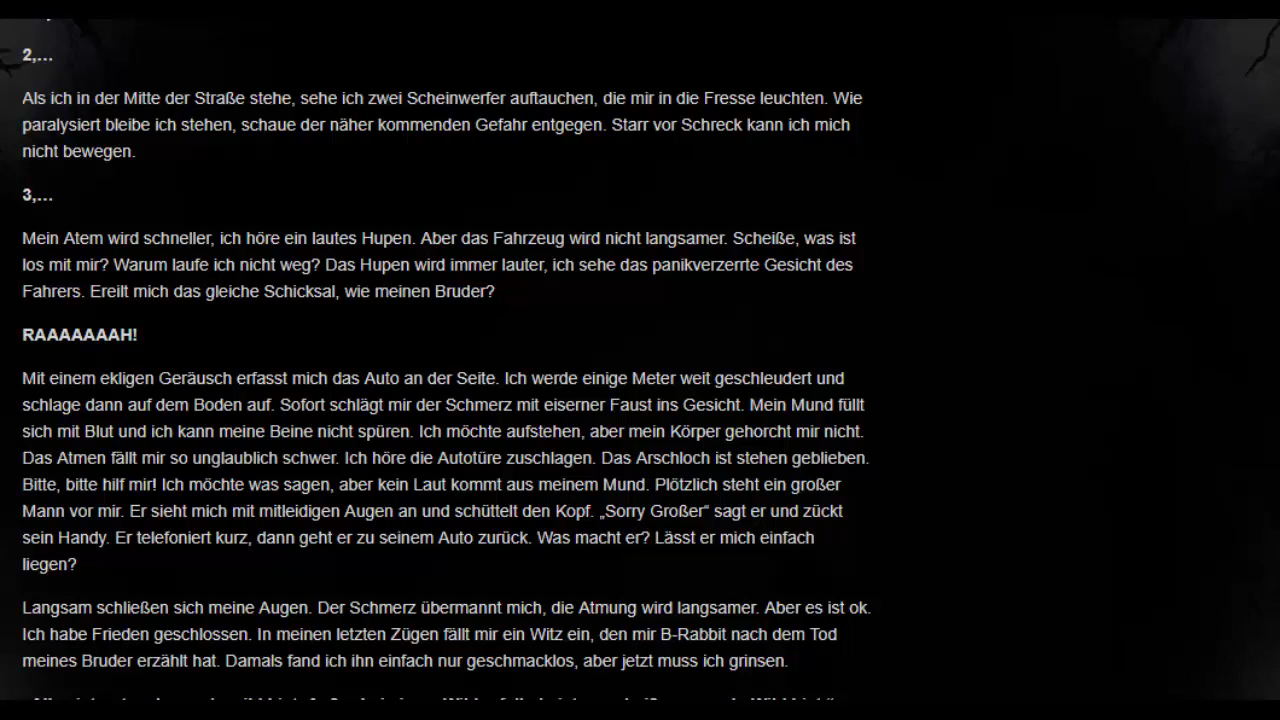 2,…
Als ich in der Mitte der Straße stehe, sehe ich zwei Scheinwerfer auftauchen, die mir in die Fresse leuchten. Wie
paralysiert bleibe ich stehen, schaue der näher kommenden Gefahr entgegen. Starr vor Schreck kann ich mich
nicht bewegen.
3,…
Mein Atem wird schneller, ich höre ein lautes Hupen. Aber das Fahrzeug wird nicht langsamer. Scheiße, was ist
los mit mir? Warum laufe ich nicht weg? Das Hupen wird immer lauter, ich sehe das panikverzerrte Gesicht des
Fahrers. Ereilt mich das gleiche Schicksal, wie meinen Bruder?
RAAAAAAAH!
Mit einem ekligen Geräusch erfasst mich das Auto an der Seite. Ich werde einige Meter weit geschleudert und
schlage dann auf dem Boden auf. Sofort schlägt mir der Schmerz mit eiserner Faust ins Gesicht. Mein Mund füllt
sich mit Blut und ich kann meine Beine nicht spüren. Ich möchte aufstehen, aber mein Körper gehorcht mir nicht.
Das Atmen fällt mir so unglaublich schwer. Ich höre die Autotüre zuschlagen. Das Arschloch ist stehen geblieben.
Bitte, bitte hilf mir! Ich möchte was sagen, aber kein Laut kommt aus meinem Mund. Plötzlich steht ein großer
Mann vor mir. Er sieht mich mit mitleidigen Augen an und schüttelt den Kopf. „Sorry Großer“ sagt er und zückt
sein Handy. Er telefoniert kurz, dann geht er zu seinem Auto zurück. Was macht er? Lässt er mich einfach
liegen?
Langsam schließen sich meine Augen. Der Schmerz übermannt mich, die Atmung wird langsamer. Aber es ist ok.
Ich habe Frieden geschlossen. In meinen letzten Zügen fällt mir ein Witz ein, den mir B-Rabbit nach dem Tod
meines Bruder erzählt hat. Damals fand ich ihn einfach nur geschmacklos, aber jetzt muss ich grinsen.